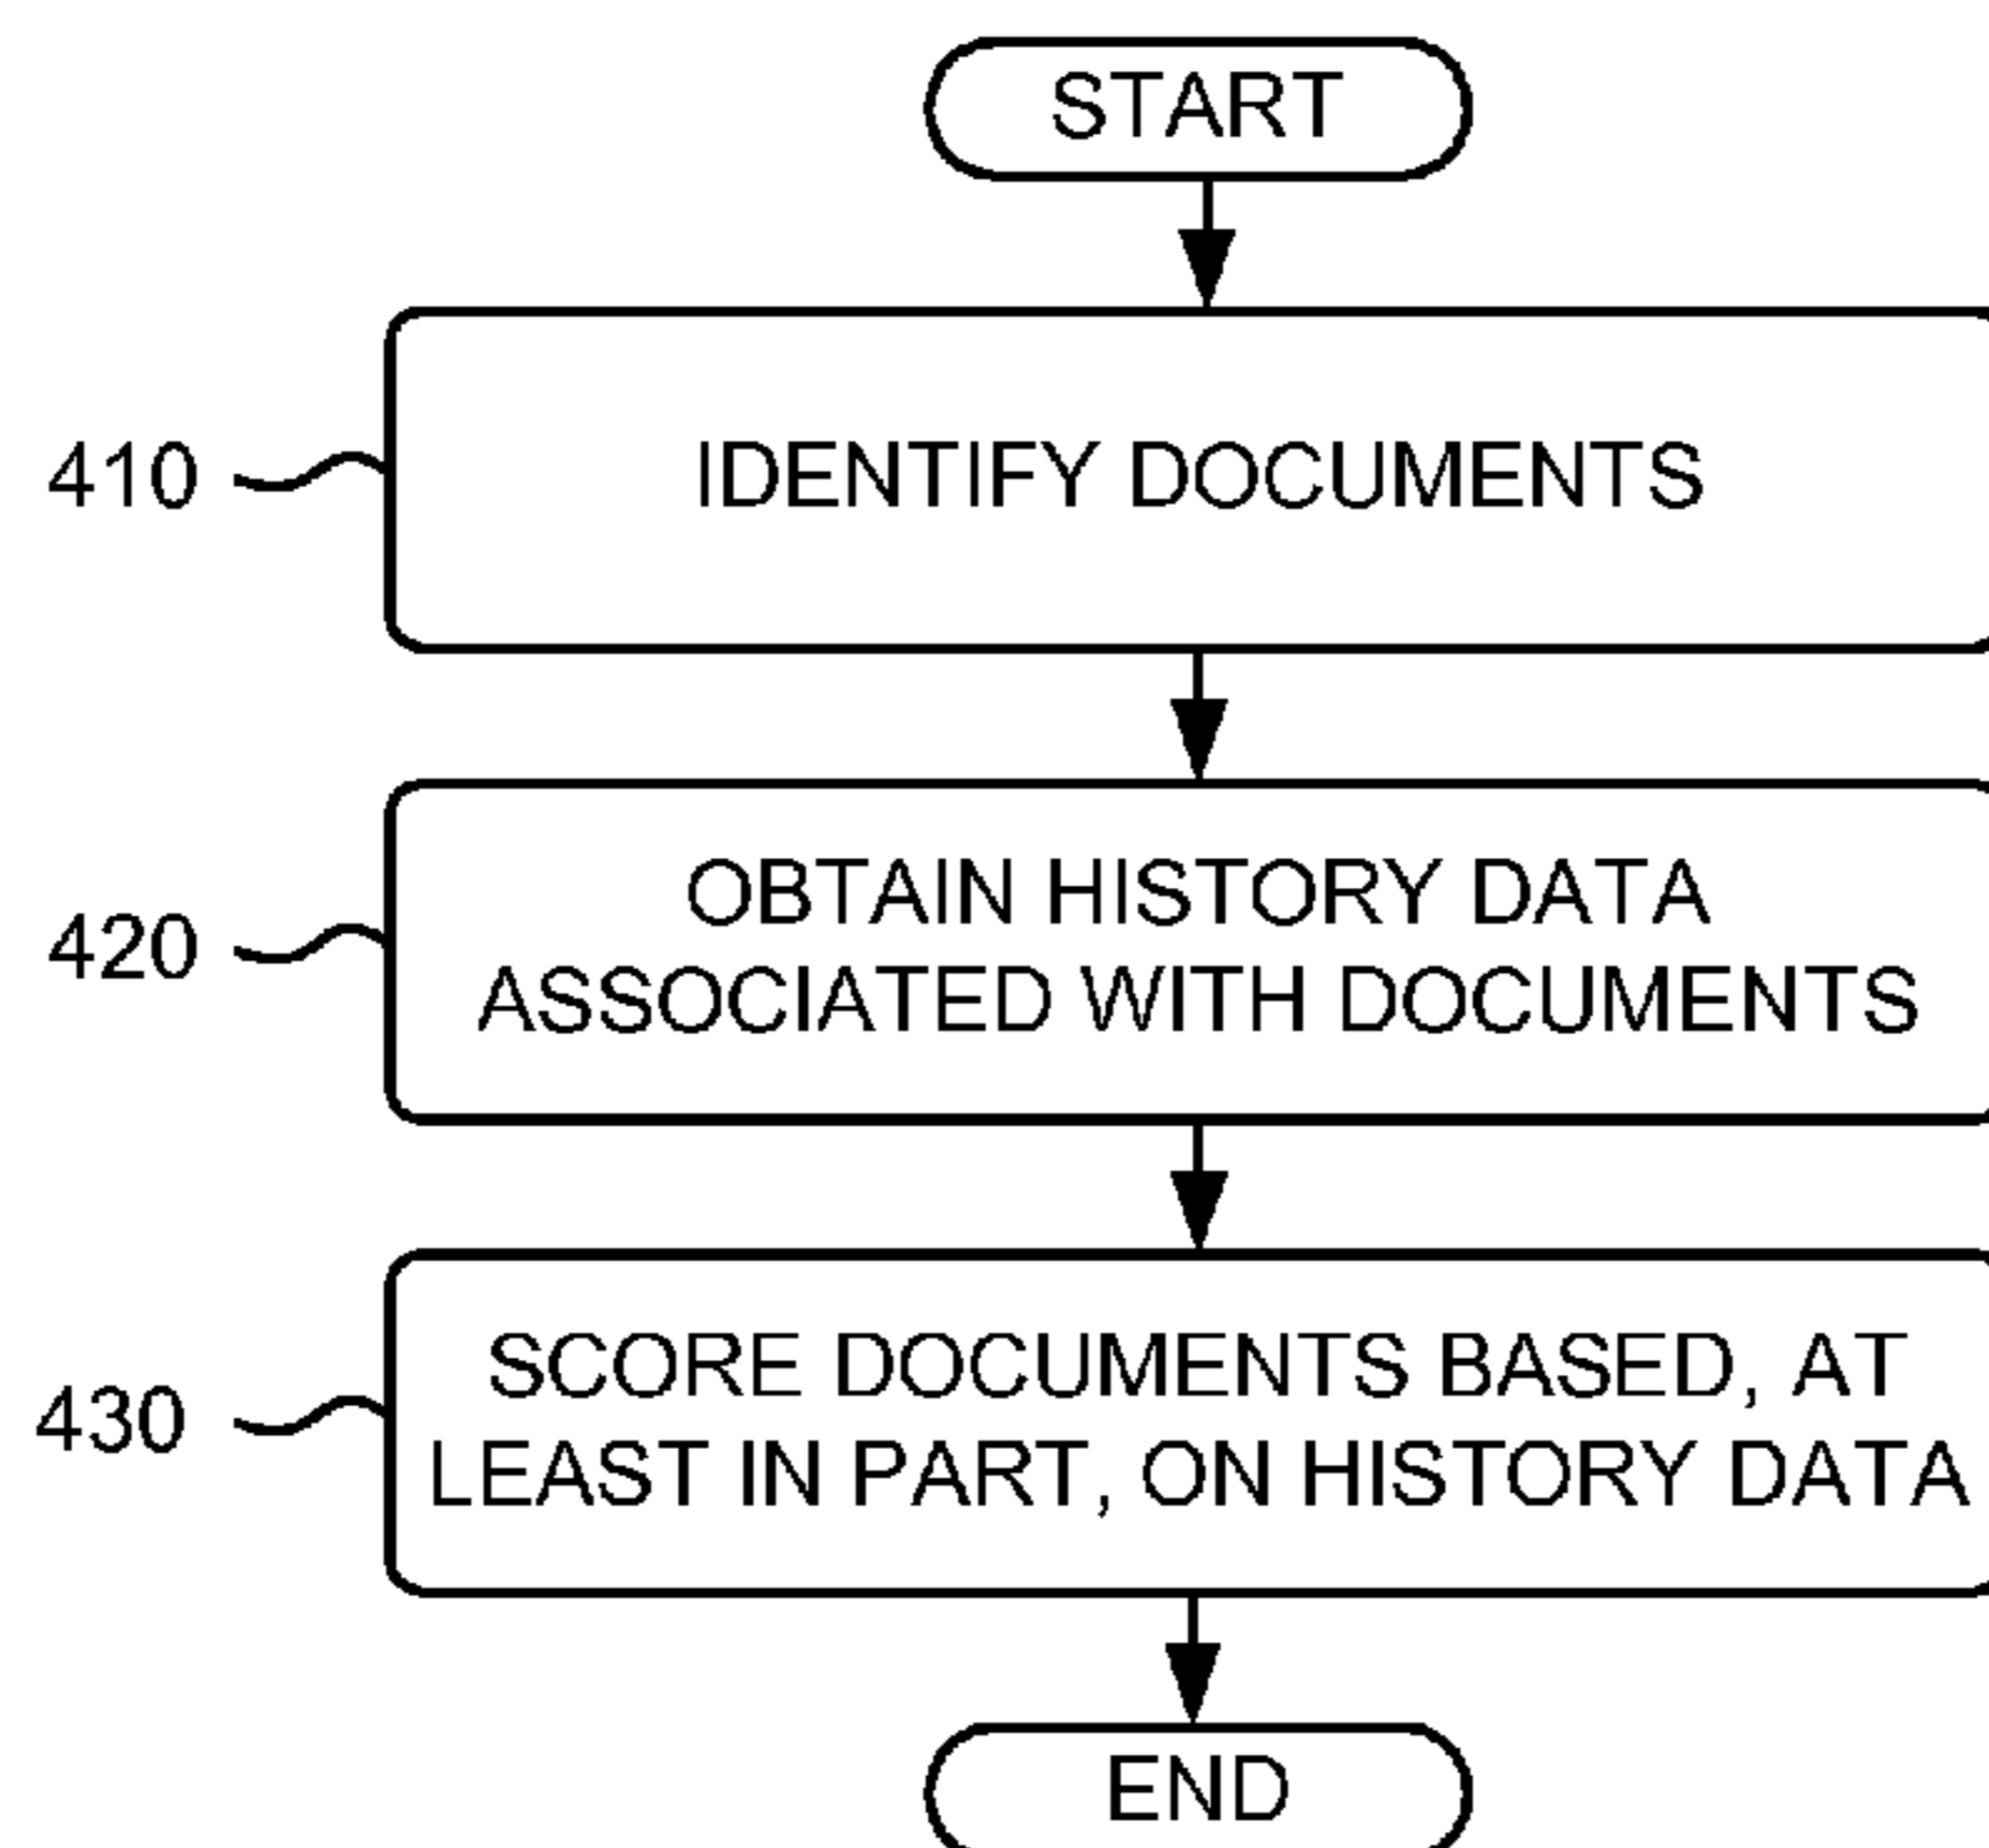 START
410
IDENTIFY DOCUMENTS
420
OBTAIN HISTORY DATA
ASSOCIATED WITH DOCUMENTS
430
SCORE DOCUMENTS BASED, AT
LEAST IN PART, ON HISTORY DATA
END